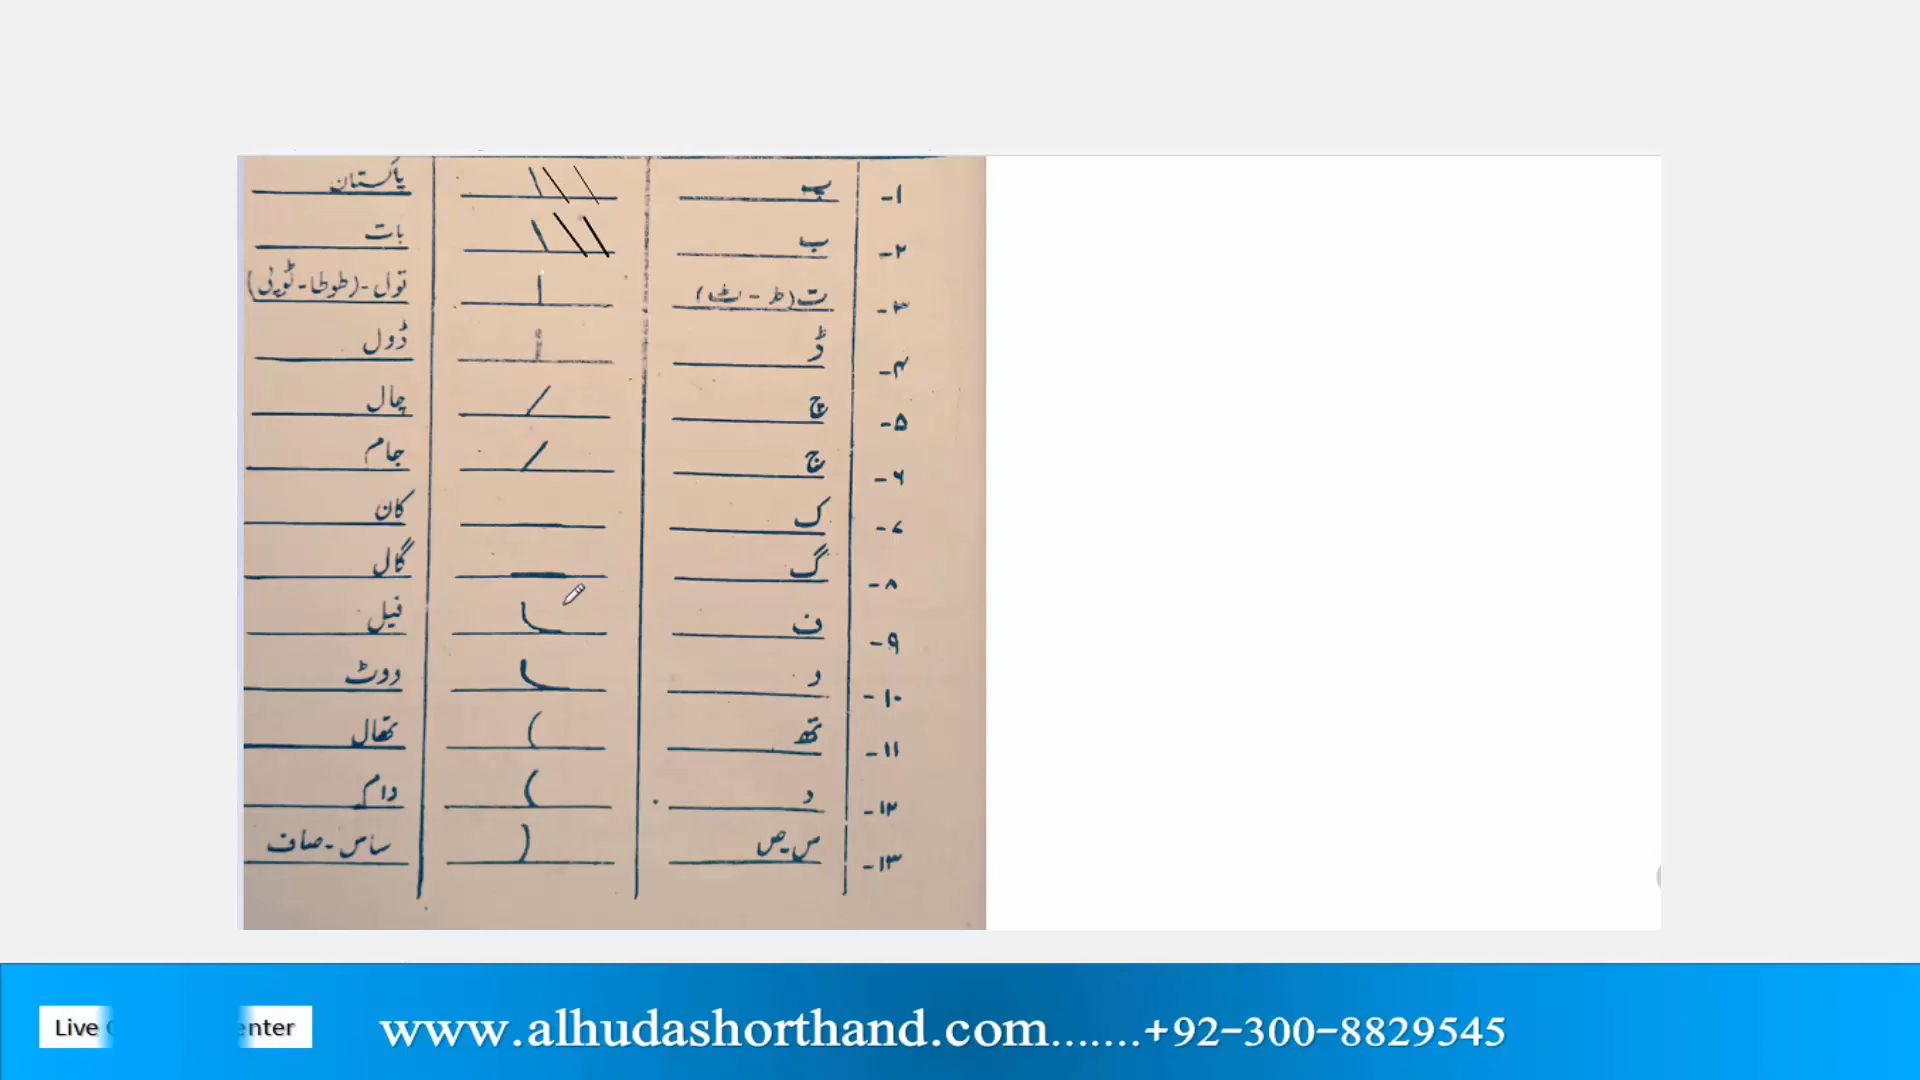 ۱- پ پاکستان
۲- ب بات
۳- ت (ط - ٹ) تول - (طوطا - ٹوپی)
۴- ڈ ڈول
۵- چ چال
۶- ج جام
۷- ک کان
۸- گ گال
۹- ف فیل
۱۰- و ووٹ
۱۱- تھ تھال
۱۲- د دام
۱۳- س - ص ساس - صاف
Live enter
www.alhudashorthand.com.......+92-300-8829545